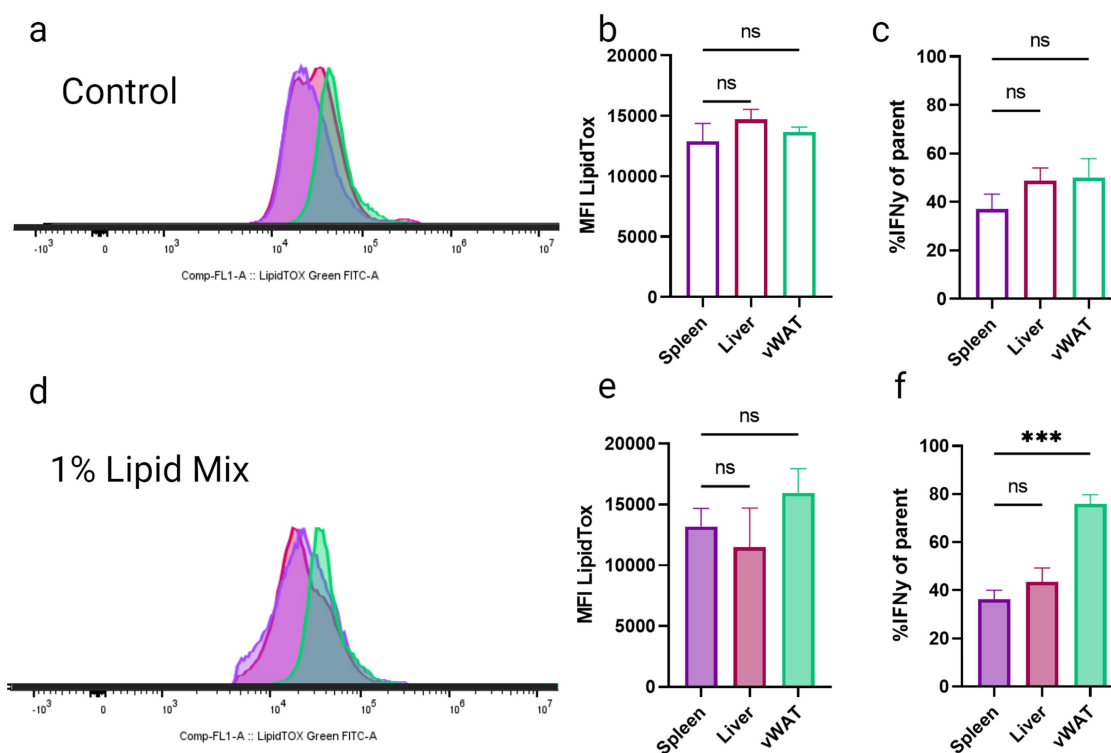 a
Control
-10³ 0 10³ 10⁴ 10⁵ 10⁶ 10⁷
Comp-FL1-A :: LipidTOX Green FITC-A
b
ns
ns
20000
15000
10000
5000
0
MFI LipidTox
Spleen
Liver
vWAT
c
ns
ns
100
80
60
40
20
0
%IFNy of parent
Spleen
Liver
vWAT
d
1% Lipid Mix
-10³ 0 10³ 10⁴ 10⁵ 10⁶ 10⁷
Comp-FL1-A :: LipidTOX Green FITC-A
e
ns
ns
20000
15000
10000
5000
0
MFI LipidTox
Spleen
Liver
vWAT
f
***
ns
100
80
60
40
20
0
%IFNy of parent
Spleen
Liver
vWAT